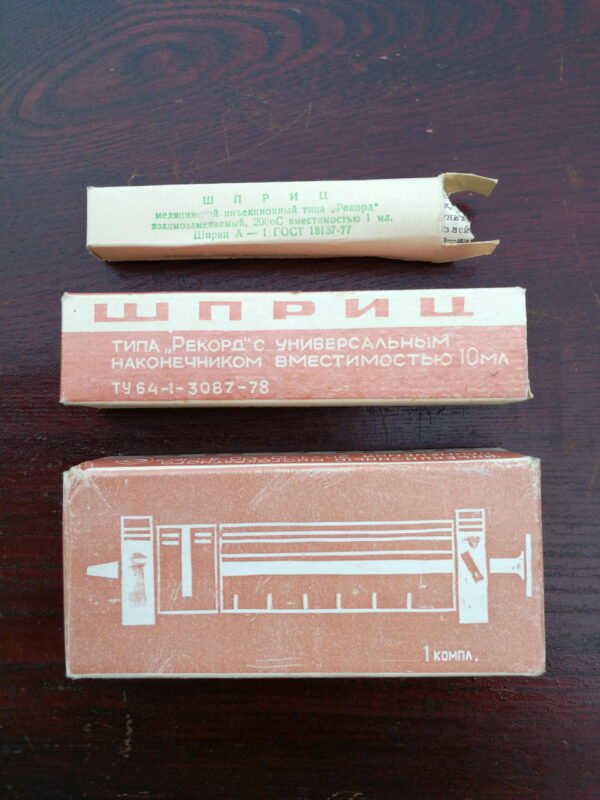 Ш П Р И Ц
инъекционный типа „Рекорд"
взаимозаменяемый, 200оС вместимостью 1 мл.
Шприц А — 1 ГОСТ 18137-77
ШПРИЦ
ТИПА „РЕКОРД" С УНИВЕРСАЛЬНЫМ
НАКОНЕЧНИКОМ ВМЕСТИМОСТЬЮ 10МЛ
ТУ 64-1-3087-78
1 КОМПЛ.